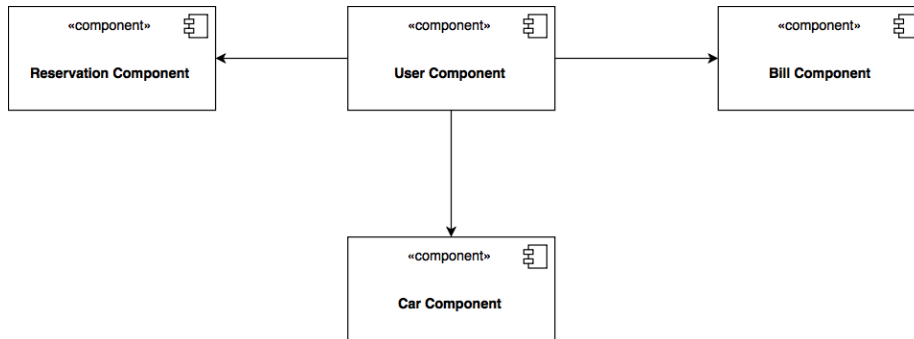 «component»
Reservation Component
«component»
User Component
«component»
Bill Component
«component»
Car Component